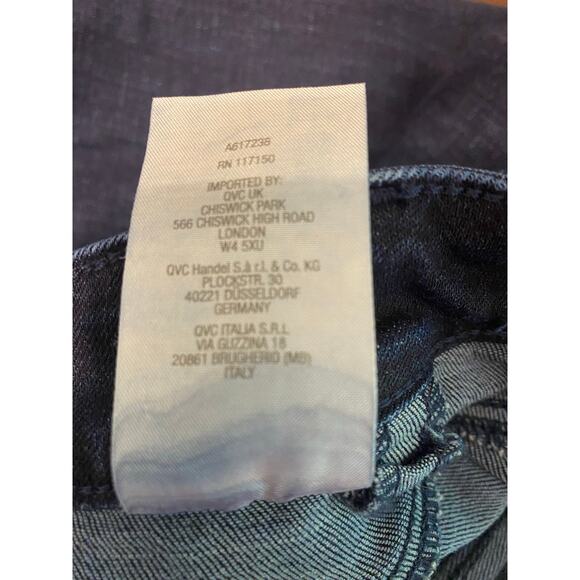 A617238
RN 117150
IMPORTED BY:
QVC UK
CHISWICK PARK
566 CHISWICK HIGH ROAD
LONDON
W4 5XU
QVC Handel S.à r.l. & Co. KG
PLOCKSTR. 30
40221 DÜSSELDORF
GERMANY
QVC ITALIA S.R.L
VIA GUZZINA 18
20861 BRUGHERIO (MB)
ITALY